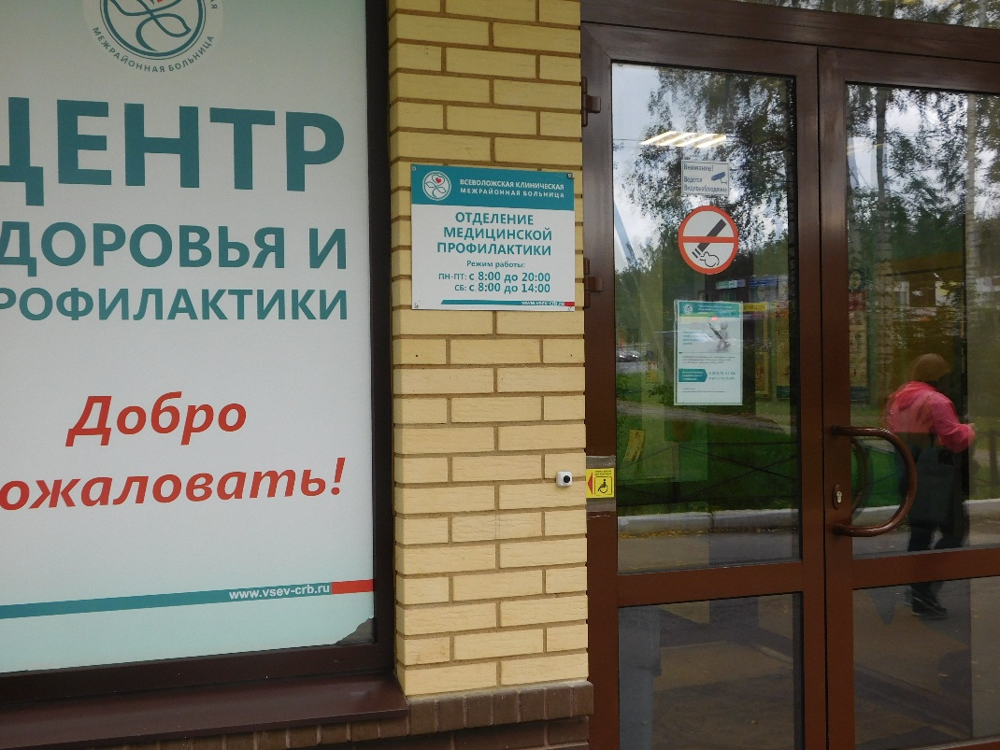 МЕЖРАЙОННАЯ БОЛЬНИЦА
ЦЕНТР
ДОРОВЬЯ И
РОФИЛАКТИКИ
Добро
ожаловать!
www.vsev-crb.ru
ВСЕВОЛОЖСКАЯ КЛИНИЧЕСКАЯ
МЕЖРАЙОННАЯ БОЛЬНИЦА
ОТДЕЛЕНИЕ
МЕДИЦИНСКОЙ
ПРОФИЛАКТИКИ
Режим работы:
ПН-ПТ: с 8:00 до 20:00
СБ: с 8:00 до 14:00
www.vsev-crb.ru
Внимание!
Ведется
Видеонаблюдение